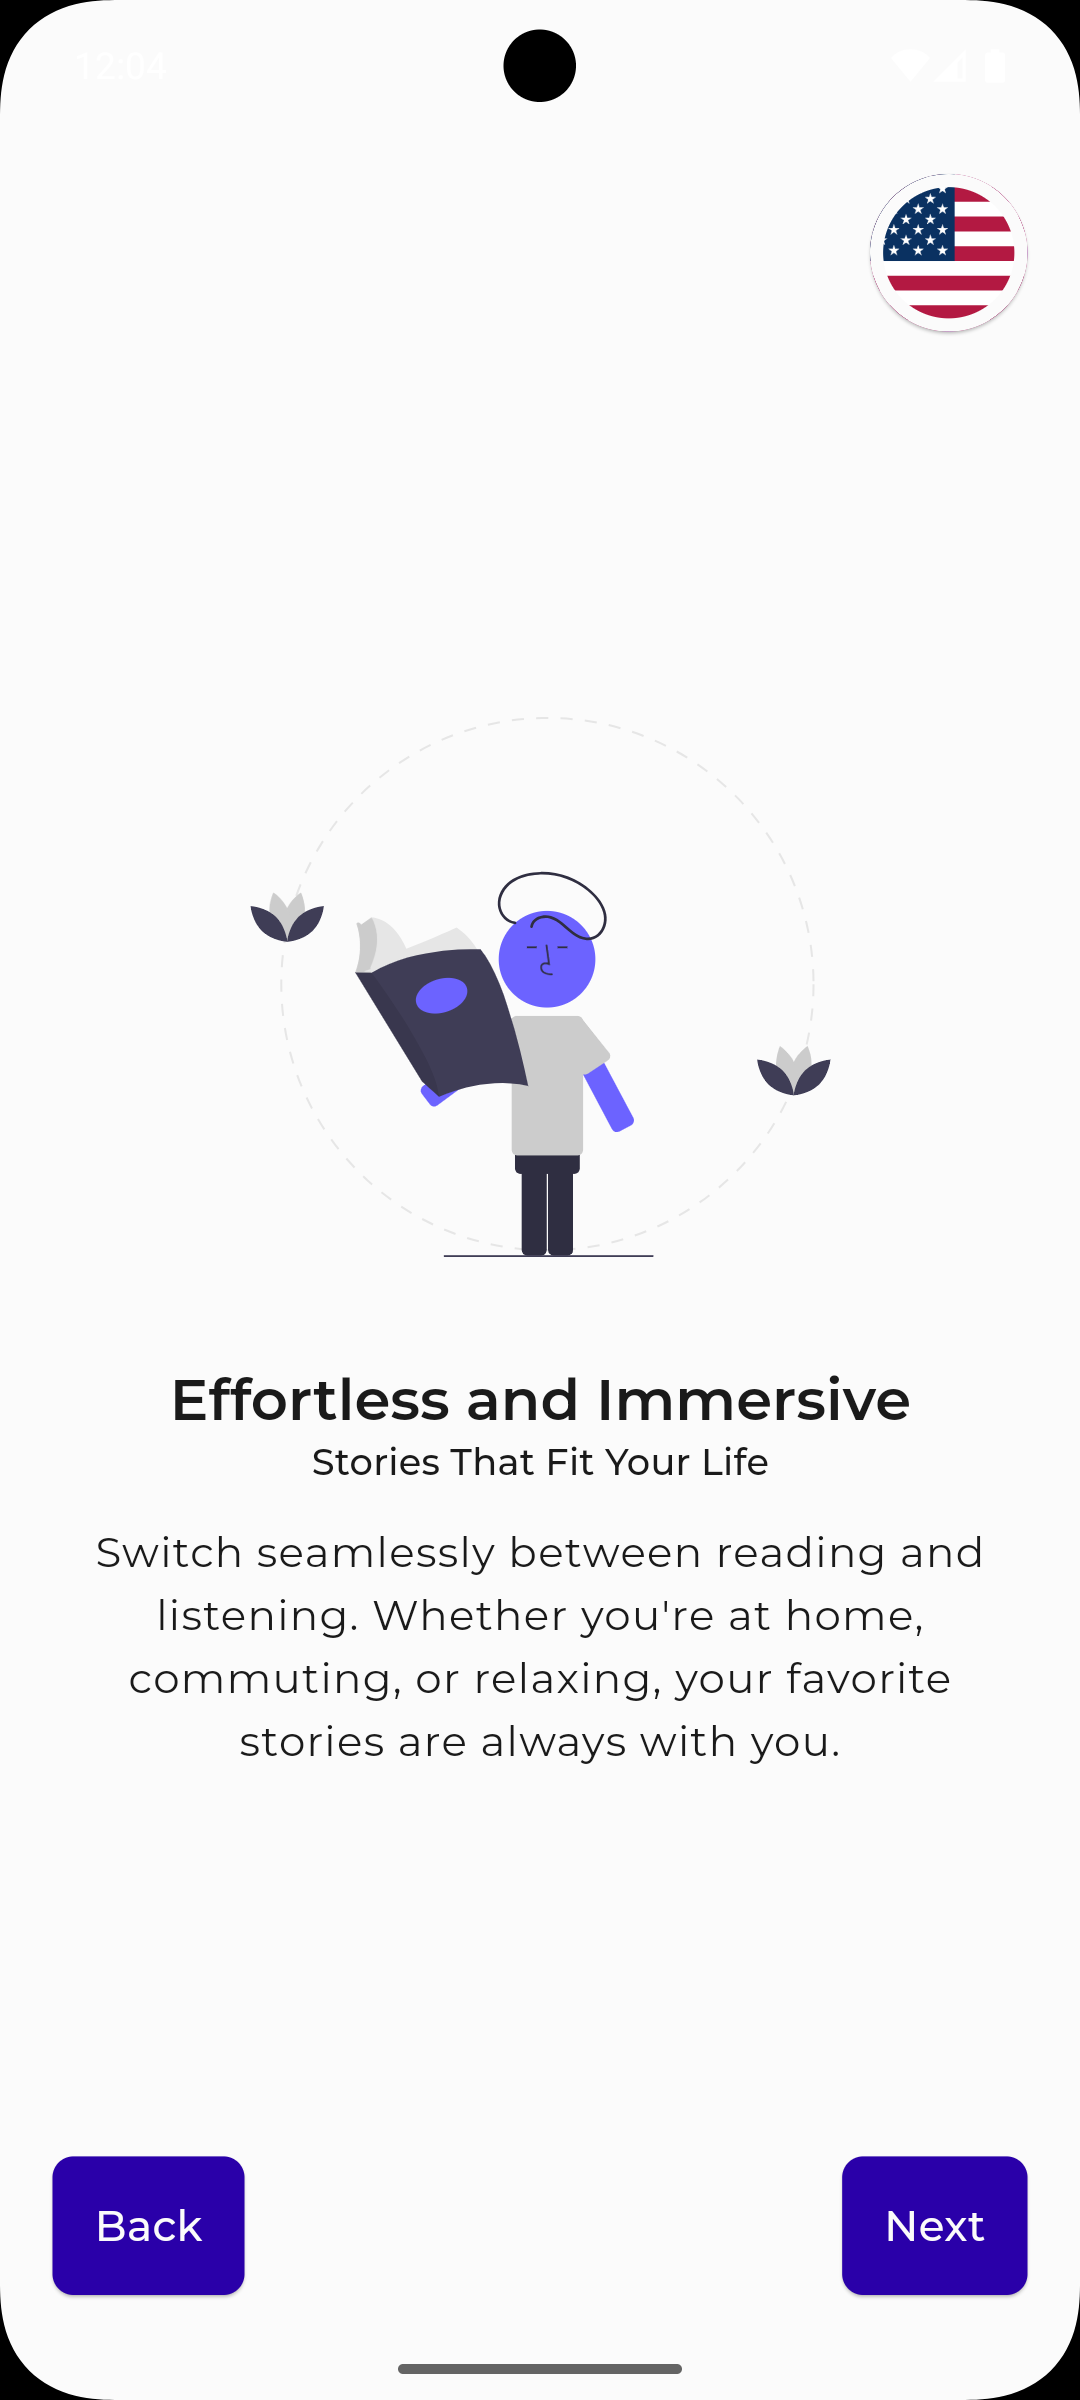 12:04
Effortless and Immersive
Stories That Fit Your Life
Switch seamlessly between reading and
listening. Whether you're at home,
commuting, or relaxing, your favorite
stories are always with you.
Back
Next